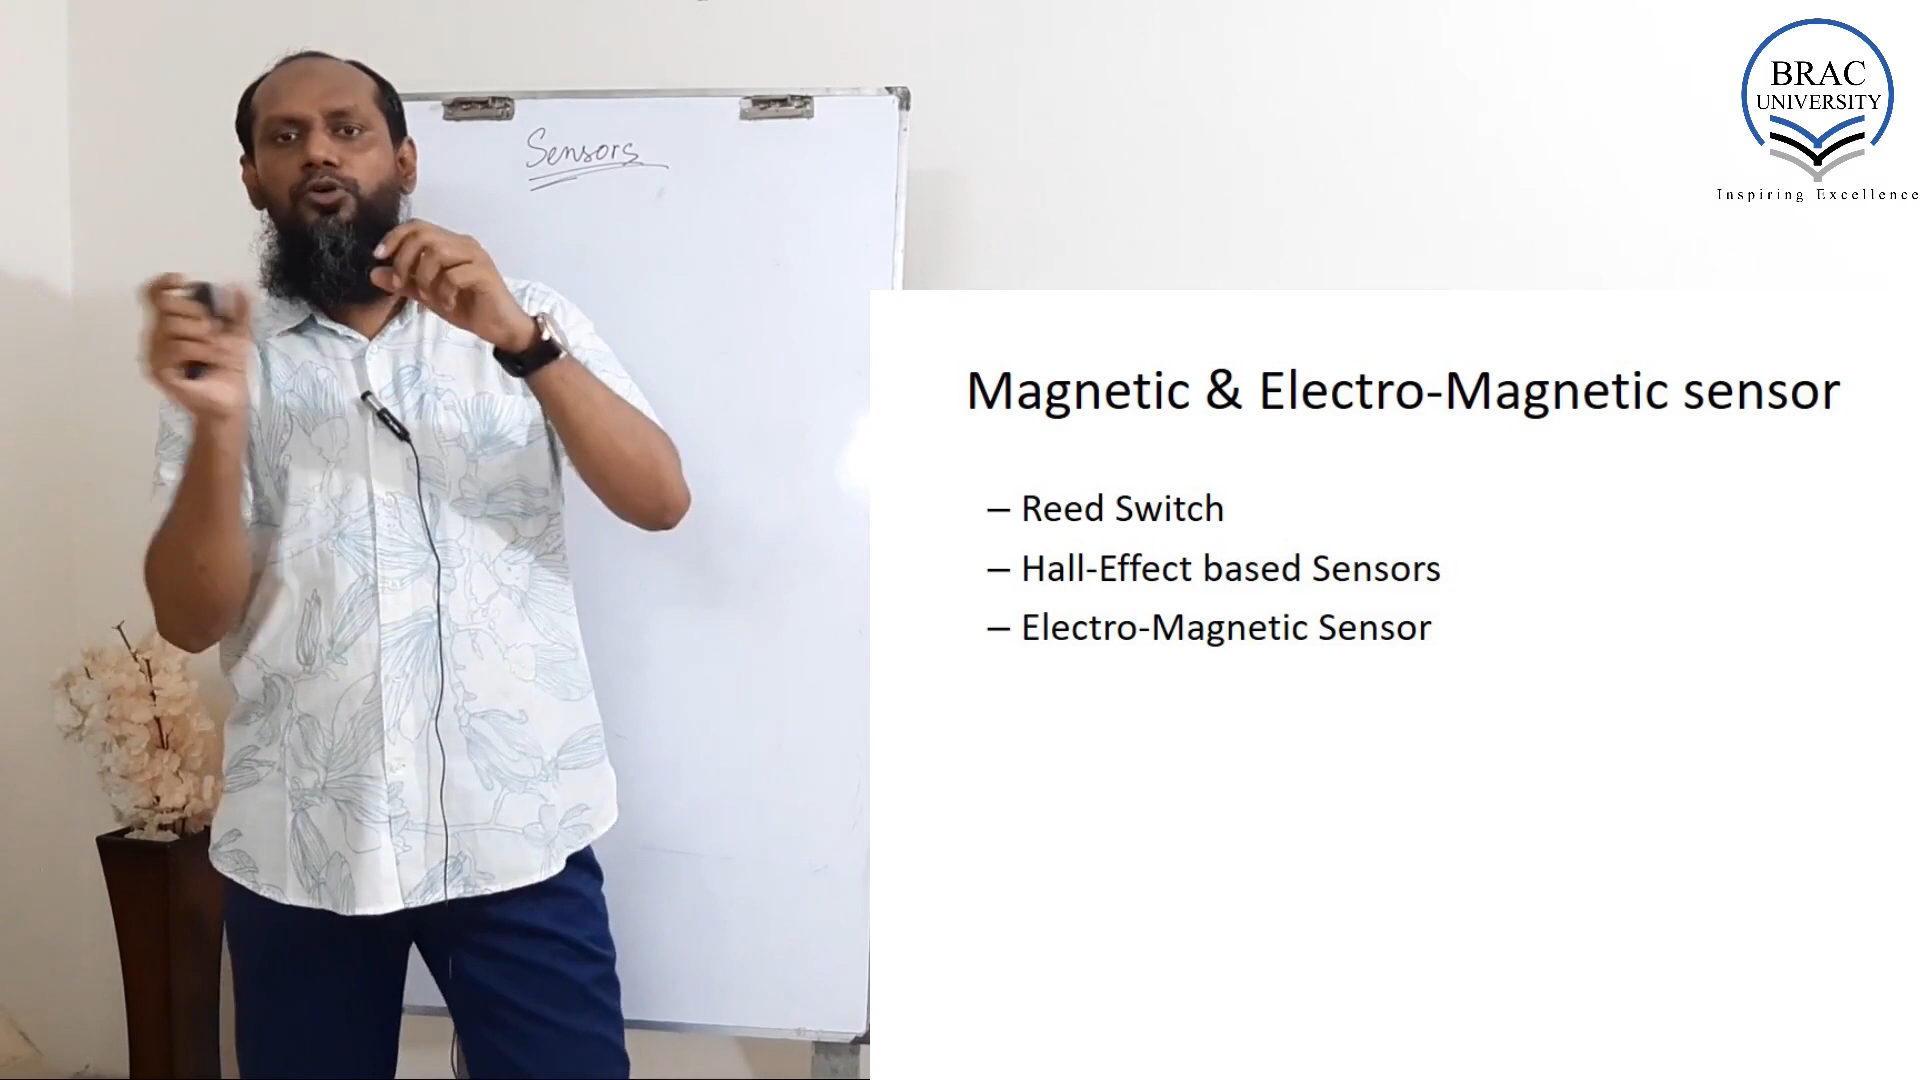 Sensors
BRAC
UNIVERSITY
Inspiring Excellence
Magnetic & Electro-Magnetic sensor
– Reed Switch
– Hall-Effect based Sensors
– Electro-Magnetic Sensor